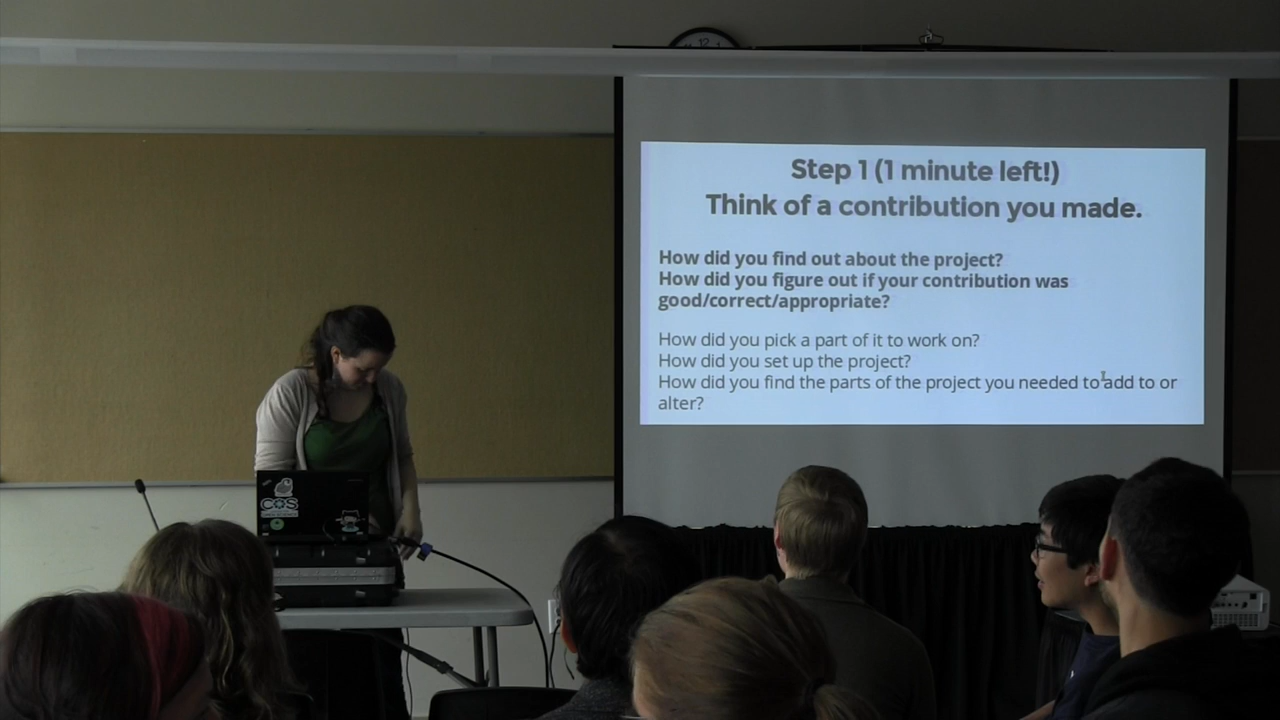 Step 1 (1 minute left!)
Think of a contribution you made.
How did you find out about the project?
How did you figure out if your contribution was
good/correct/appropriate?
How did you pick a part of it to work on?
How did you set up the project?
How did you find the parts of the project you needed to add to or
alter?
COS
12